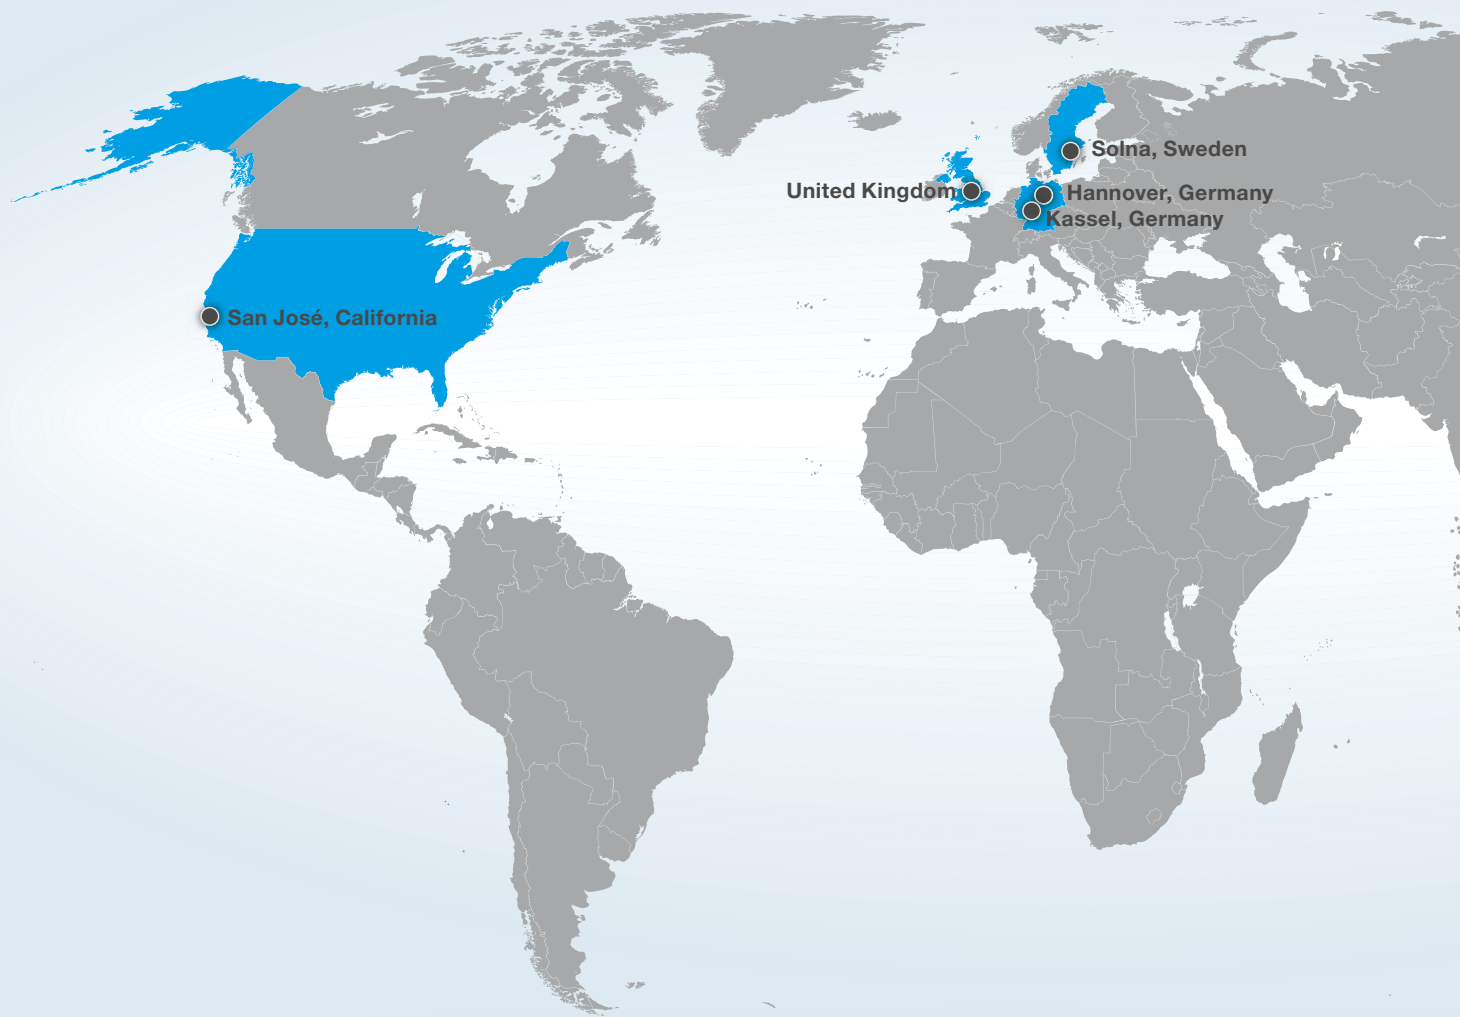 Solna, Sweden
United Kingdom
Hannover, Germany
Kassel, Germany
San José, California